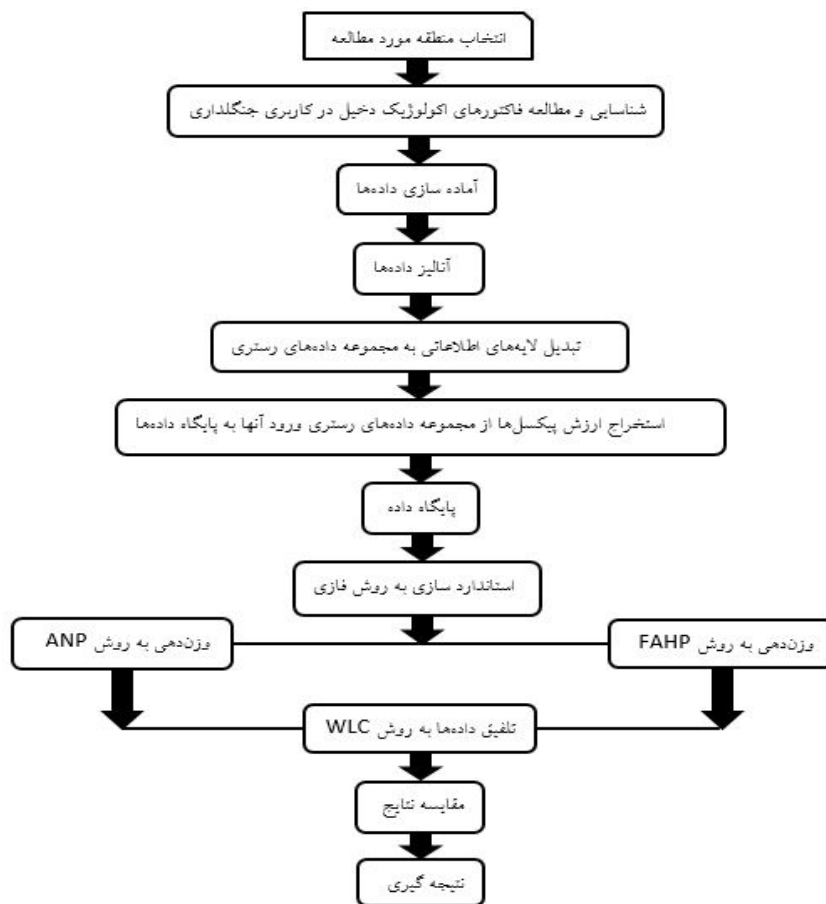 انتخاب منطقه مورد مطالعه
شناسایی و مطالعه فاکتورهای اکولوژیک دخیل در کاربری جنگلداری
آماده سازی داده‌ها
آنالیز داده‌ها
تبدیل لایه‌های اطلاعاتی به مجموعه داده‌های رستری
استخراج ارزش پیکسل‌ها از مجموعه داده‌های رستری ورود آنها به پایگاه داده‌ها
پایگاه داده
استاندارد سازی به روش فازی
وزن‌دهی به روش FAHP
وزن‌دهی به روش ANP
تلفیق داده‌ها به روش WLC
مقایسه نتایج
نتیجه گیری